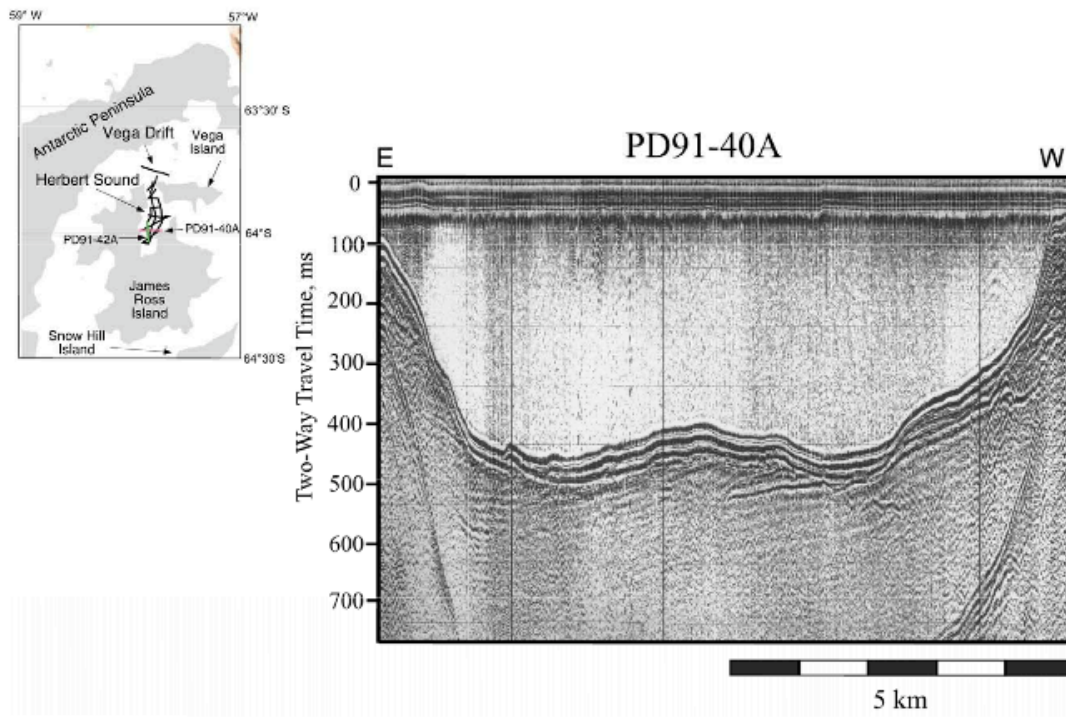 59° W
57°W
63°30' S
Antarctic Peninsula
Vega Drift
Vega
Island
Herbert Sound
PD91-42A
PD91-40A
64°S
James
Ross
Island
Snow Hill
Island
64°30'S
PD91-40A
E
W
Two-Way Travel Time, ms
0
100
200
300
400
500
600
700
5 km